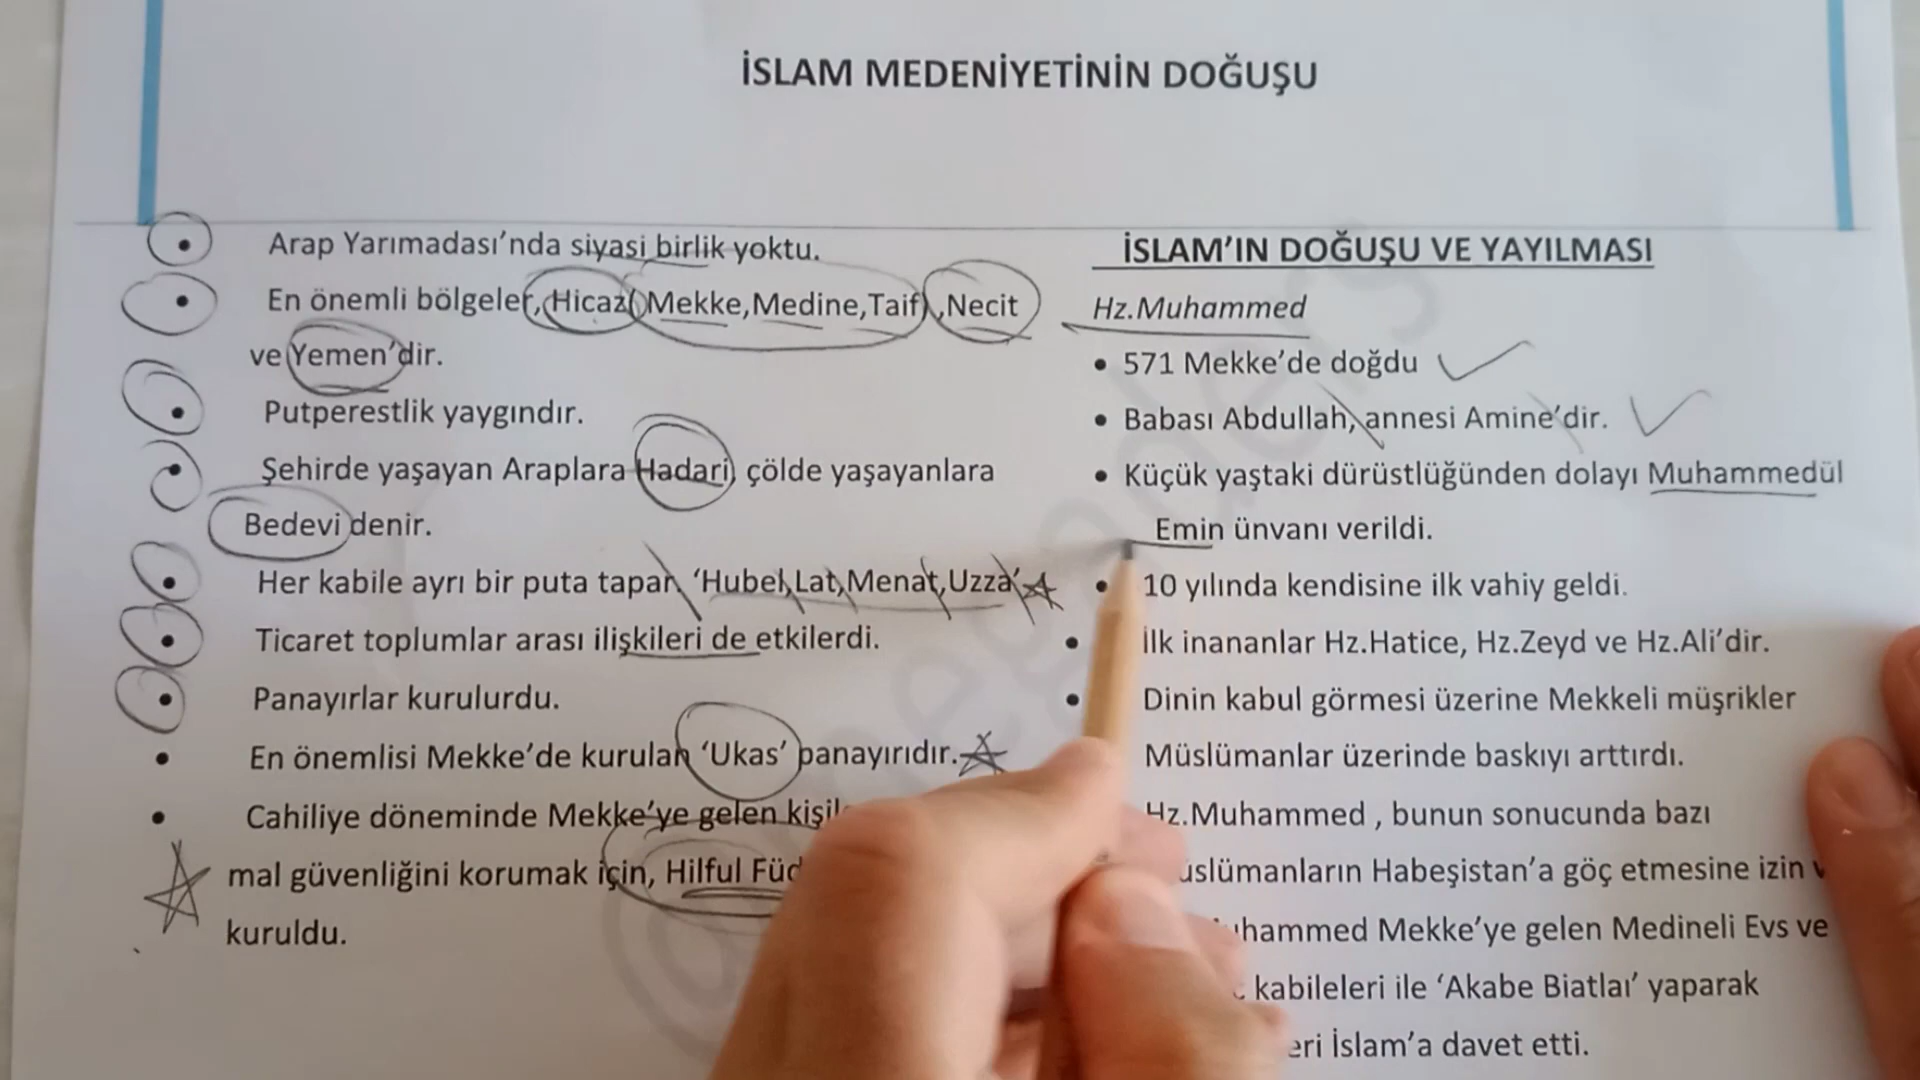 İSLAM MEDENİYETİNİN DOĞUŞU
Arap Yarımadası’nda siyasi birlik yoktu.
En önemli bölgeler, Hicaz( Mekke,Medine,Taif) ,Necit
ve Yemen’dir.
Putperestlik yaygındır.
Şehirde yaşayan Araplara Hadari, çölde yaşayanlara
Bedevi denir.
Her kabile ayrı bir puta tapar. ‘Hubel,Lat,Menat,Uzza’
Ticaret toplumlar arası ilişkileri de etkilerdi.
Panayırlar kurulurdu.
En önemlisi Mekke’de kurulan ‘Ukas’ panayırıdır.
Cahiliye döneminde Mekke’ye gelen
mal güvenliğini korumak için, Hilful
kuruldu.
İSLAM’IN DOĞUŞU VE YAYILMASI
Hz.Muhammed
571 Mekke’de doğdu
Babası Abdullah, annesi Amine’dir.
Küçük yaştaki dürüstlüğünden dolayı Muhammedül
Emin ünvanı verildi.
10 yılında kendisine ilk vahiy geldi.
İlk inananlar Hz.Hatice, Hz.Zeyd ve Hz.Ali’dir.
Dinin kabul görmesi üzerine Mekkeli müşrikler
Müslümanlar üzerinde baskıyı arttırdı.
Hz.Muhammed , bunun sonucunda bazı
Habeşistan’a göç etmesine izin
Mekke’ye gelen Medineli Evs ve
kabileleri ile ‘Akabe Biatlaı’ yaparak
İslam’a davet etti.